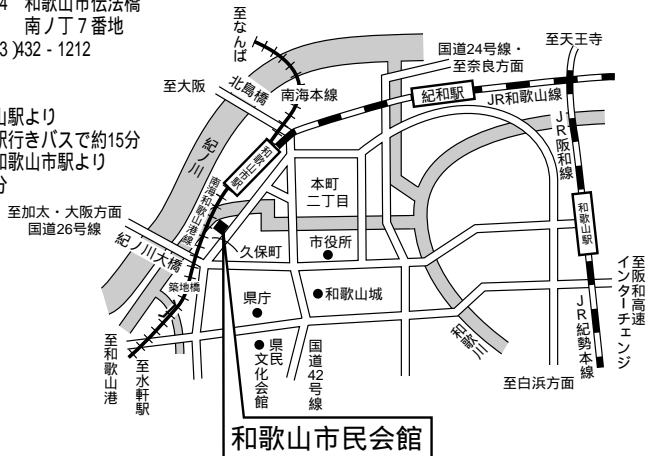 4 和歌山市伝法橋
南ノ丁７番地
3 )432 - 1212
山駅より
駅行きバスで約15分
和歌山市駅より
分
至なんば
至大阪
北島橋
南海本線
国道24号線・
至奈良方面
至天王寺
紀和駅
JR和歌山線
JR阪和線
紀ノ川
和歌山市駅
本町
二丁目
南海和歌山港線
至加太・大阪方面
国道26号線
紀ノ川大橋
久保町
市役所
和歌山駅
築地橋
県庁
和歌山城
至阪和高速
インターチェンジ
至和歌山港
至水軒駅
県民
文化会館
国道42号線
和歌川
JR紀勢本線
至白浜方面
和歌山市民会館